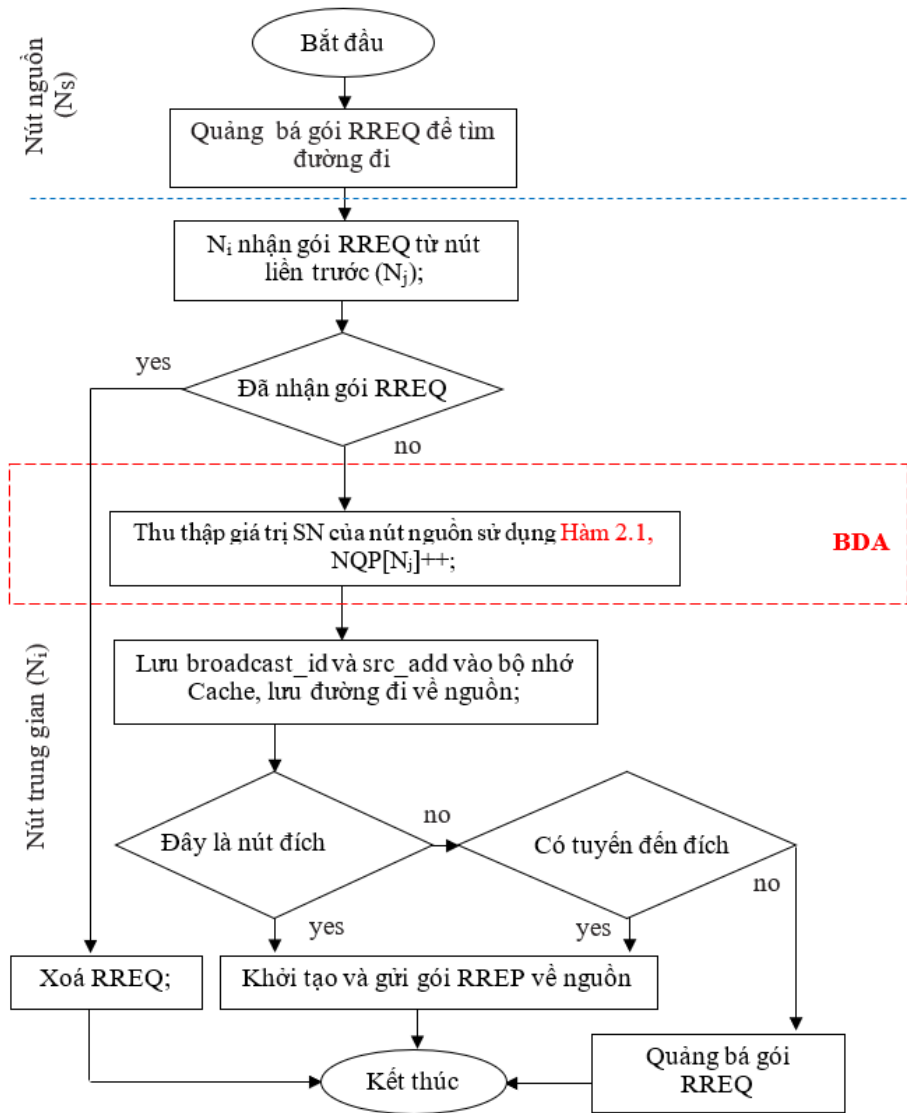 Bắt đầu
Nút nguồn
(Ns)
Quảng bá gói RREQ để tìm
đường đi
Ni nhận gói RREQ từ nút
liền trước (Nj);
yes
Đã nhận gói RREQ
no
Thu thập giá trị SN của nút nguồn sử dụng Hàm 2.1,
NQP[Nj]++;
BDA
Lưu broadcast_id và src_add vào bộ nhớ
Cache, lưu đường đi về nguồn;
Nút trung gian (Ni)
Đây là nút đích
no
Có tuyến đến đích
no
yes
yes
Xoá RREQ;
Khởi tạo và gửi gói RREP về nguồn
Quảng bá gói
RREQ
Kết thúc